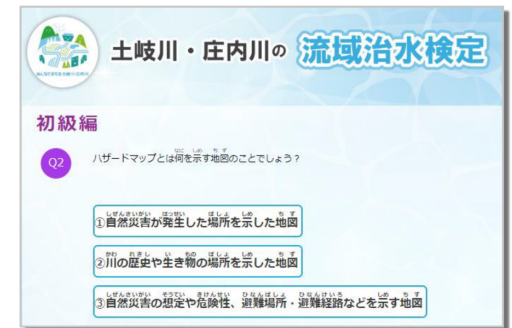 土岐川・庄内川の 流域治水検定
初級編
Q2 ハザードマップとは何を示す地図のことでしょう?
①自然災害が発生した場所を示した地図
②川の歴史や生き物の場所を示した地図
③自然災害の想定や危険性、避難場所・避難経路などを示す地図